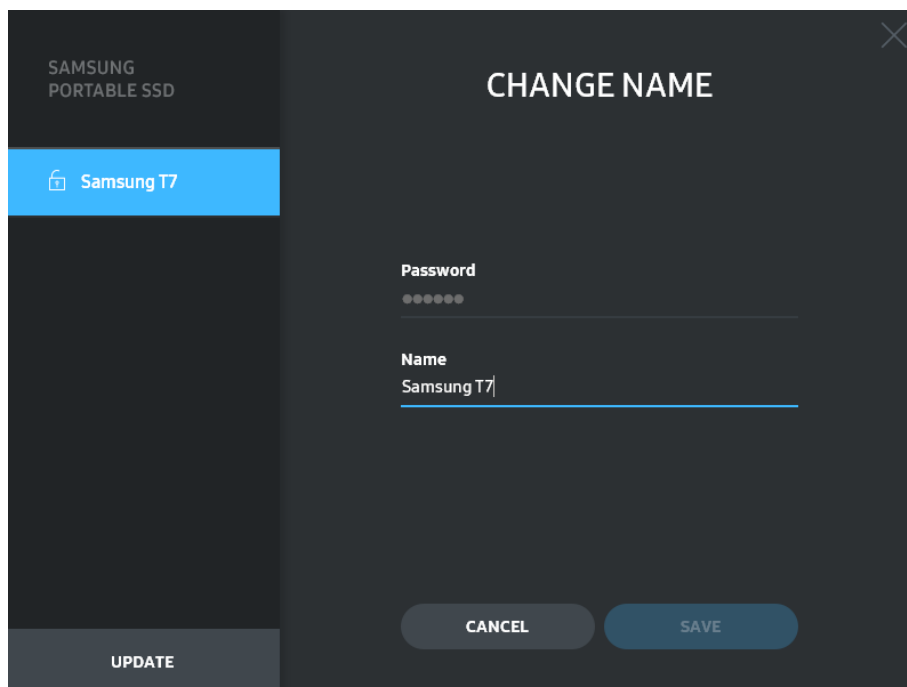 SAMSUNG
PORTABLE SSD
Samsung T7
UPDATE
CHANGE NAME
Password
●●●●●●
Name
Samsung T7
CANCEL
SAVE